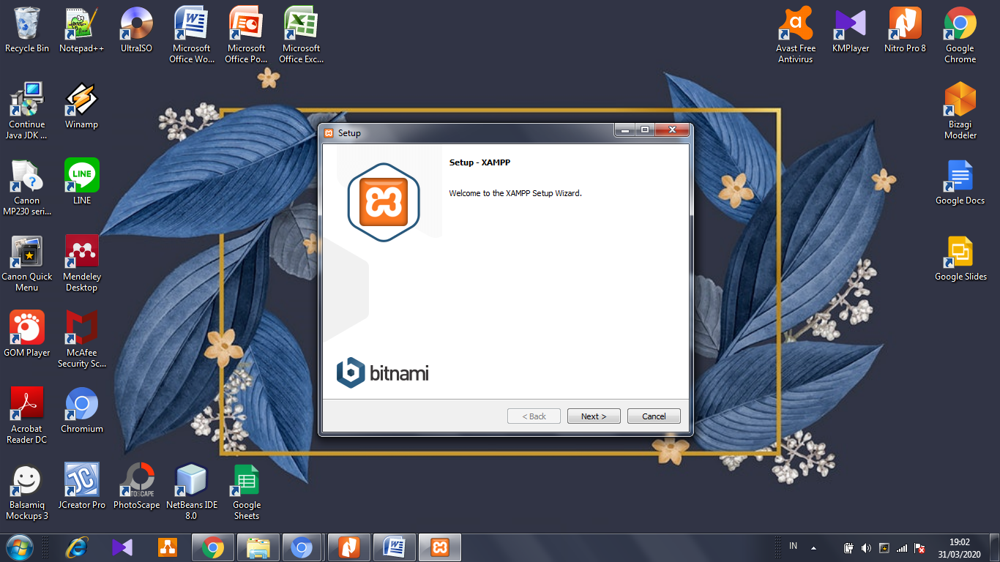 Recycle Bin
Notepad++
UltraISO
Microsoft
Office Wo...
Microsoft
Office Po...
Microsoft
Office Exc...
Avast Free
Antivirus
KMPlayer
Nitro Pro 8
Google
Chrome
Continue
Java JDK ...
Winamp
Bizagi
Modeler
Canon
MP230 seri...
LINE
LINE
Google Docs
Canon Quick
Menu
Mendeley
Desktop
Google Slides
GOM Player
McAfee
Security Sc...
Acrobat
Reader DC
Chromium
Balsamiq
Mockups 3
JC
JCreator Pro
OTOSCAPE
PhotoScape
NetBeans IDE
8.0
Google
Sheets
Setup
Setup - XAMPP
Welcome to the XAMPP Setup Wizard.
bitnami
< Back
Next >
Cancel
IN
19:02
31/03/2020